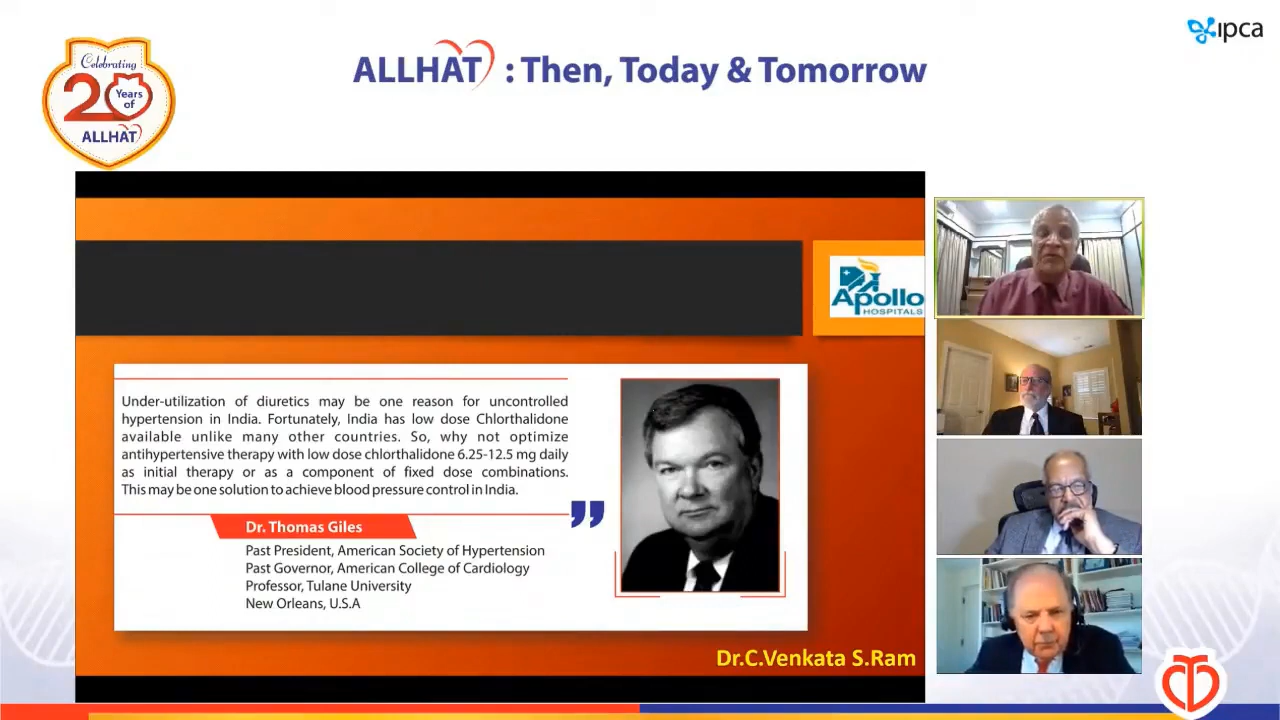 ipca
Celebrating
20 Years of
ALLHAT
ALLHAT : Then, Today & Tomorrow
Apollo
HOSPITALS
Under-utilization of diuretics may be one reason for uncontrolled
hypertension in India. Fortunately, India has low dose Chlorthalidone
available unlike many other countries. So, why not optimize
antihypertensive therapy with low dose chlorthalidone 6.25-12.5 mg daily
as initial therapy or as a component of fixed dose combinations.
This may be one solution to achieve blood pressure control in India.
”
Dr. Thomas Giles
Past President, American Society of Hypertension
Past Governor, American College of Cardiology
Professor, Tulane University
New Orleans, U.S.A
Dr.C.Venkata S.Ram